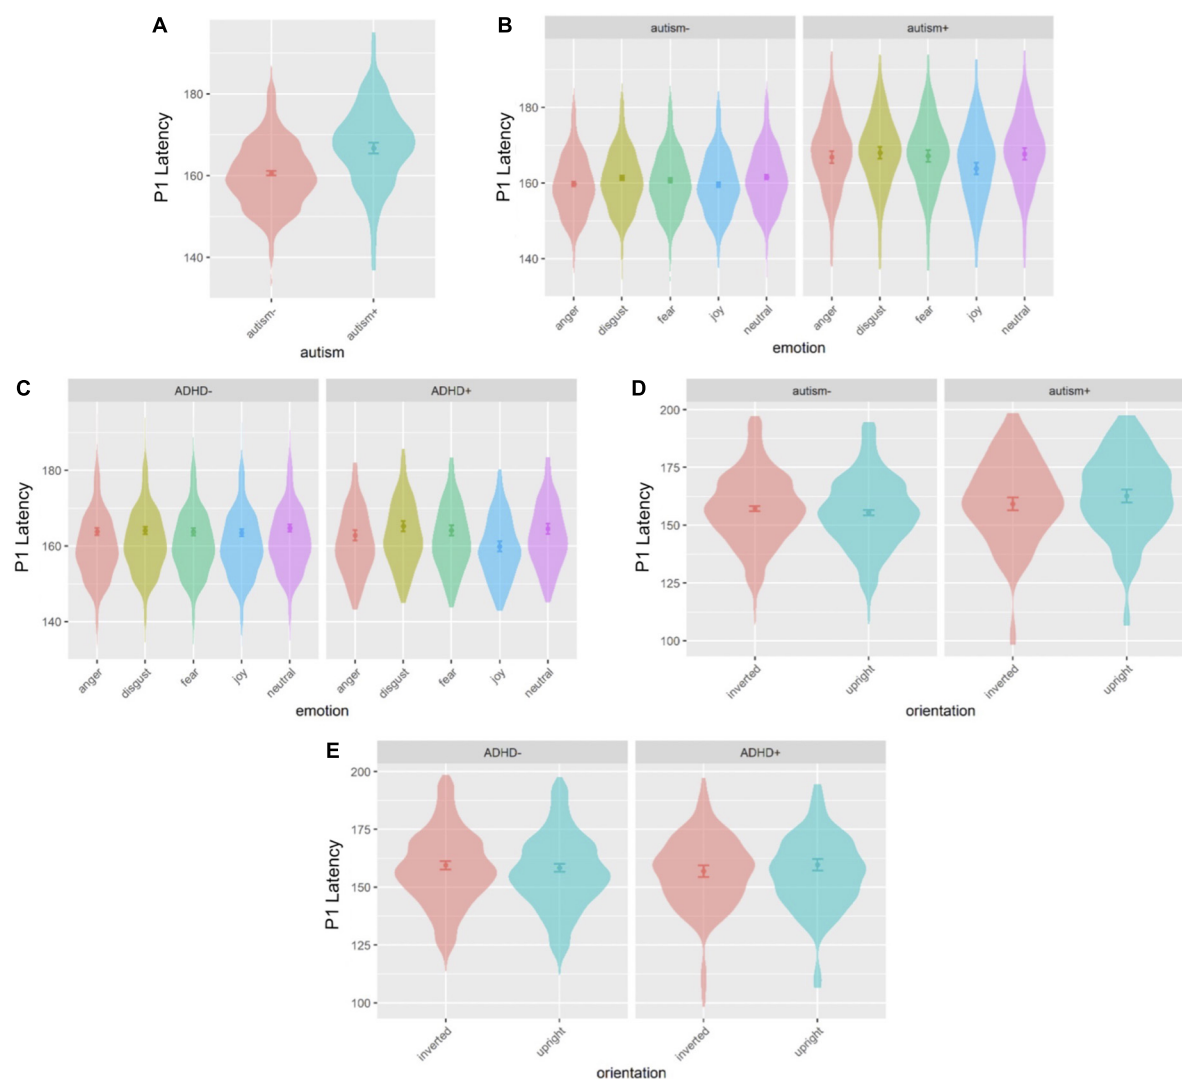 A
P1 Latency
180
160
140
autism-
autism+
autism
B
autism-
autism+
P1 Latency
180
160
140
anger
disgust
fear
joy
neutral
anger
disgust
fear
joy
neutral
emotion
C
ADHD-
ADHD+
P1 Latency
180
160
140
anger
disgust
fear
joy
neutral
anger
disgust
fear
joy
neutral
emotion
D
autism-
autism+
P1 Latency
200
175
150
125
100
inverted
upright
inverted
upright
orientation
E
ADHD-
ADHD+
P1 Latency
200
175
150
125
100
inverted
upright
inverted
upright
orientation